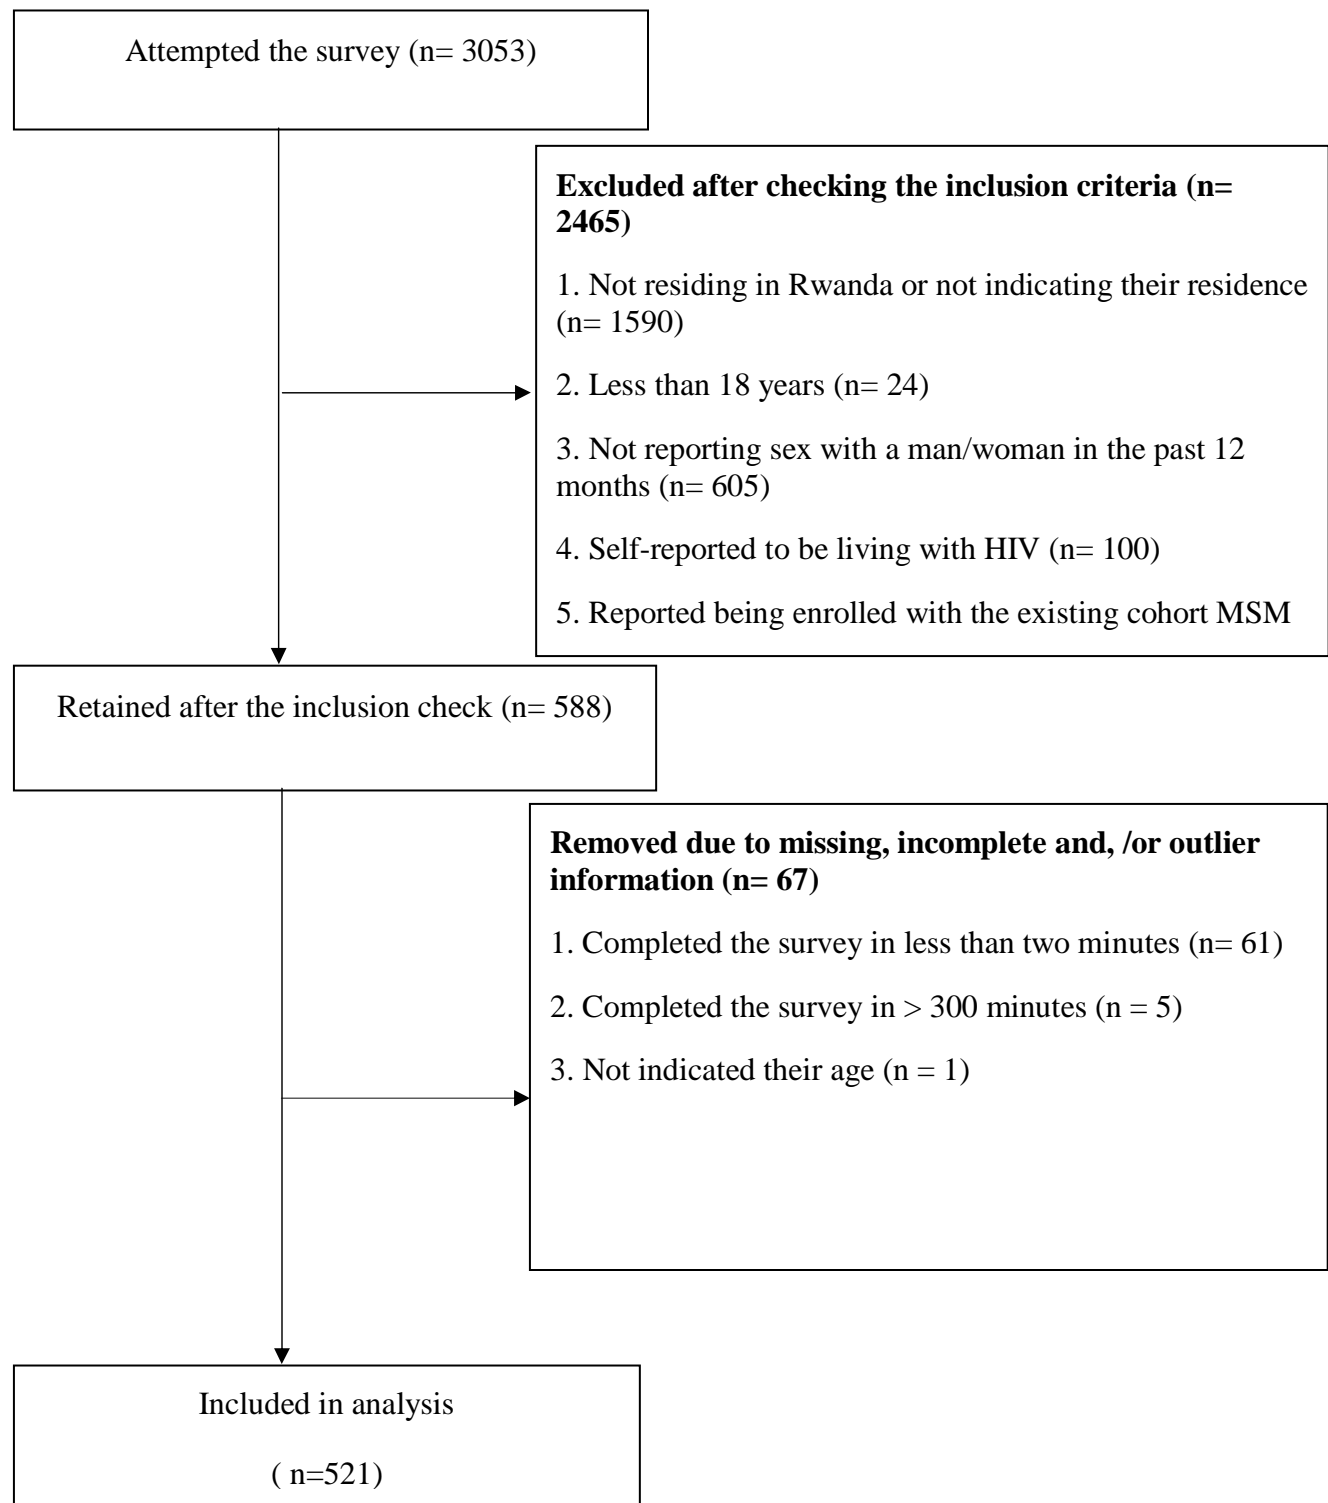 Attempted the survey (n= 3053)
Excluded after checking the inclusion criteria (n=
2465)
1. Not residing in Rwanda or not indicating their residence
(n= 1590)
2. Less than 18 years (n= 24)
3. Not reporting sex with a man/woman in the past 12
months (n= 605)
4. Self-reported to be living with HIV (n= 100)
5. Reported being enrolled with the existing cohort MSM
Retained after the inclusion check (n= 588)
Removed due to missing, incomplete and, /or outlier
information (n= 67)
1. Completed the survey in less than two minutes (n= 61)
2. Completed the survey in > 300 minutes (n = 5)
3. Not indicated their age (n = 1)
Included in analysis
( n=521)